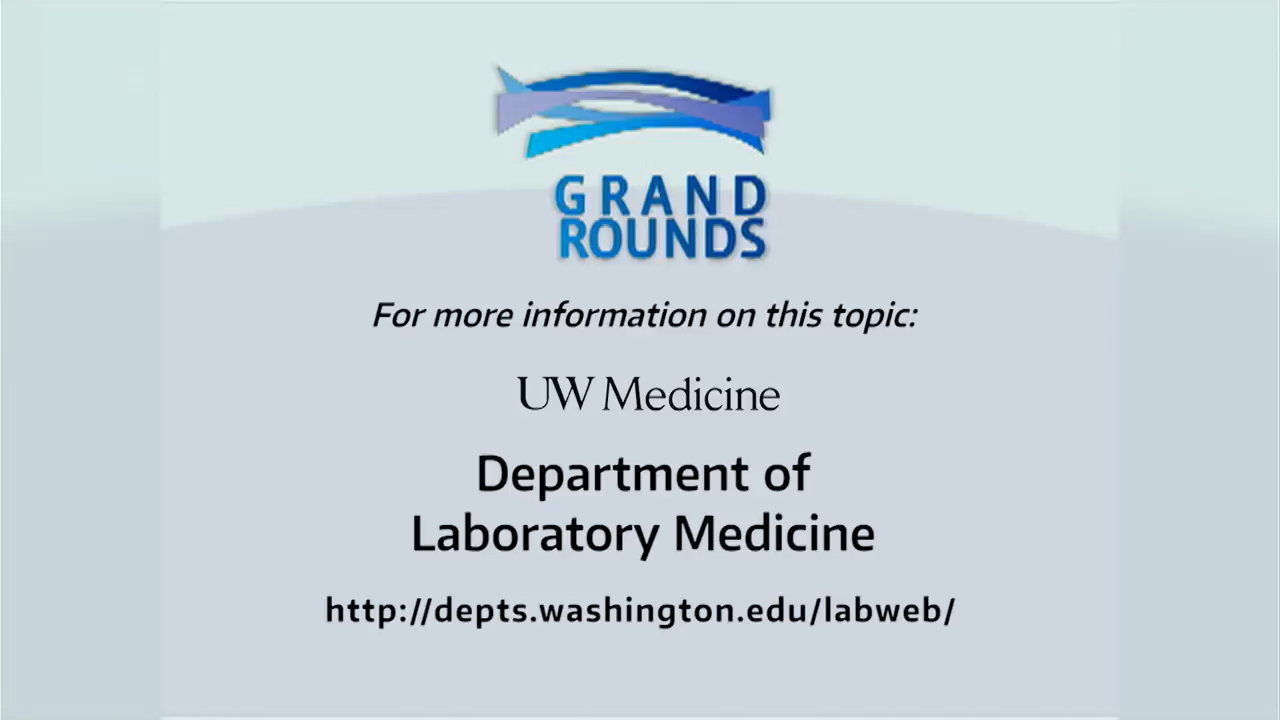 GRAND
ROUNDS
For more information on this topic:
UW Medicine
Department of
Laboratory Medicine
http://depts.washington.edu/labweb/